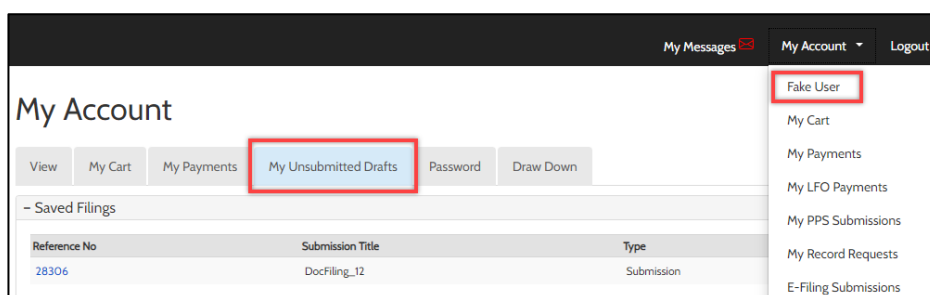 My Messages My Account Logout
Fake User
My Account
My Cart
View My Cart My Payments My Unsubmitted Drafts Password Draw Down
My Payments
My LFO Payments
– Saved Filings
My PPS Submissions
Reference No Submission Title Type
My Record Requests
28306 DocFiling_12 Submission
E-Filing Submissions